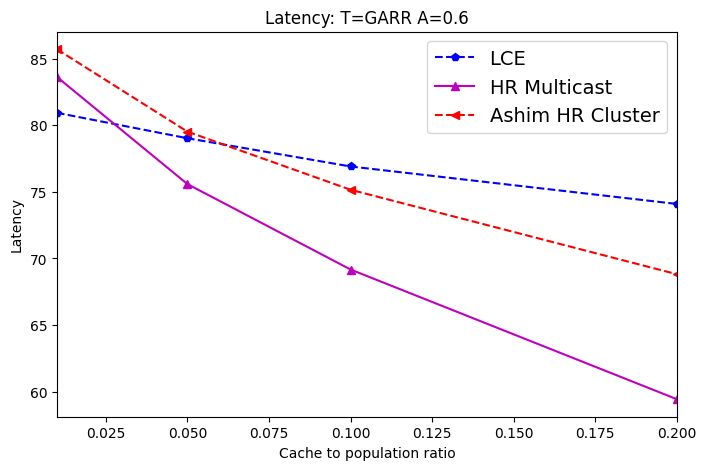 Latency: T=GARR A=0.6
LCE
HR Multicast
Ashim HR Cluster
85
80
75
70
65
60
Latency
0.025 0.050 0.075 0.100 0.125 0.150 0.175 0.200
Cache to population ratio